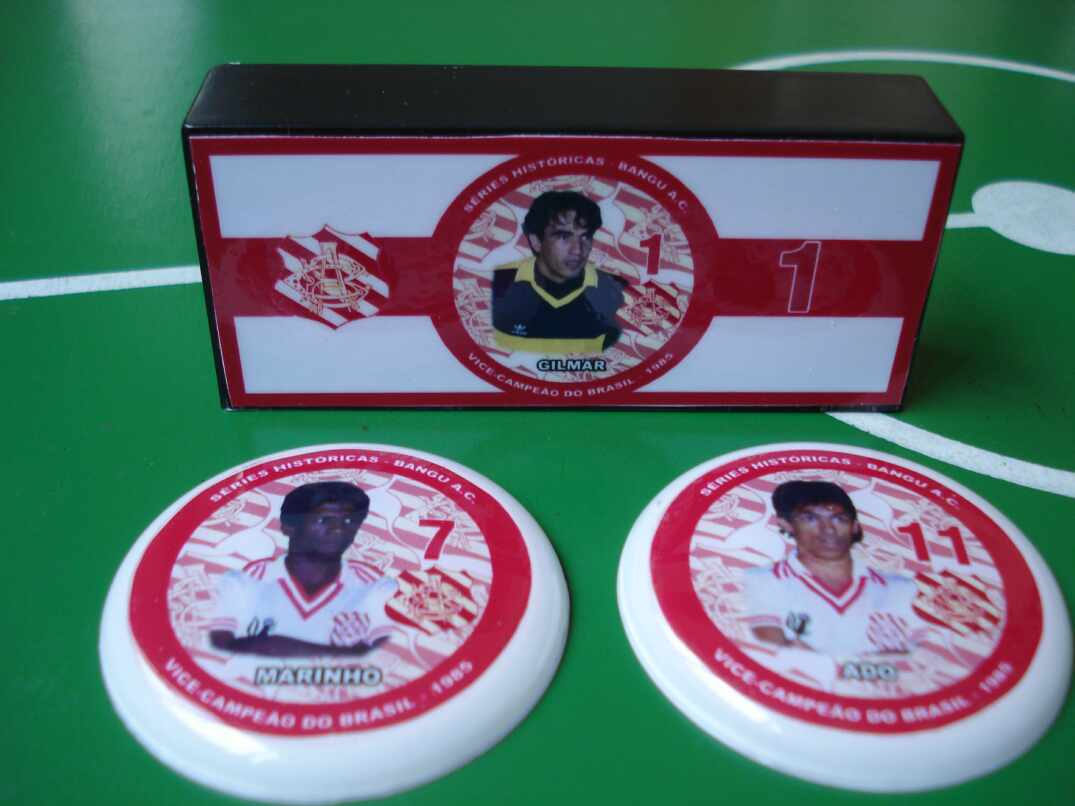 SÉRIES HISTÓRICAS - BANGU A.C.
1
1
GILMAR
VICE-CAMPEÃO DO BRASIL - 1985
SÉRIES HISTÓRICAS - BANGU A.C.
7
MARINHO
VICE-CAMPEÃO DO BRASIL - 1985
SÉRIES HISTÓRICAS - BANGU A.C.
11
ADO
VICE-CAMPEÃO DO BRASIL - 1985